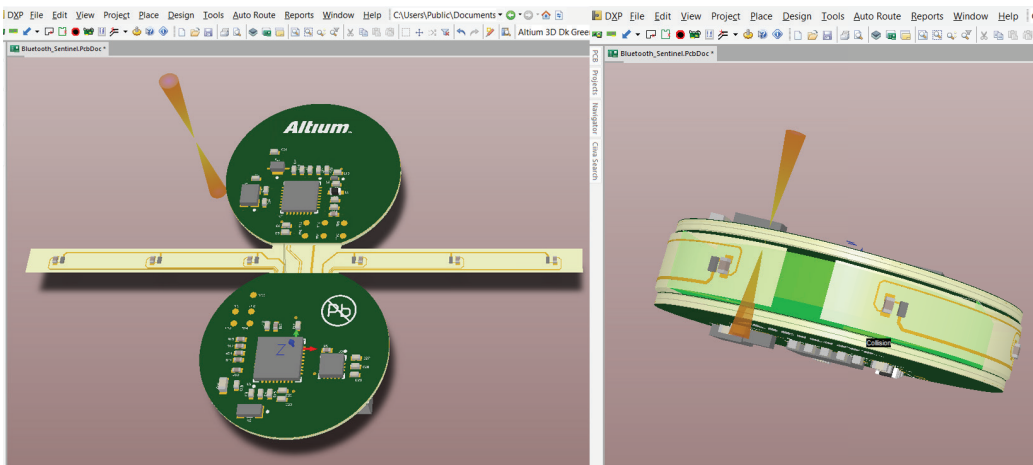 DXP File Edit View Project Place Design Tools Auto Route Reports Window Help C:\Users\Public\Documents
Altium 3D Dk Gree
Bluetooth_Sentinel.PcbDoc *
Altium
Pb
Z
DXP File Edit View Project Place Design Tools Auto Route Reports Window Help
Bluetooth_Sentinel.PcbDoc *
PCB
Projects
Navigator
Ciiva Search
Collision